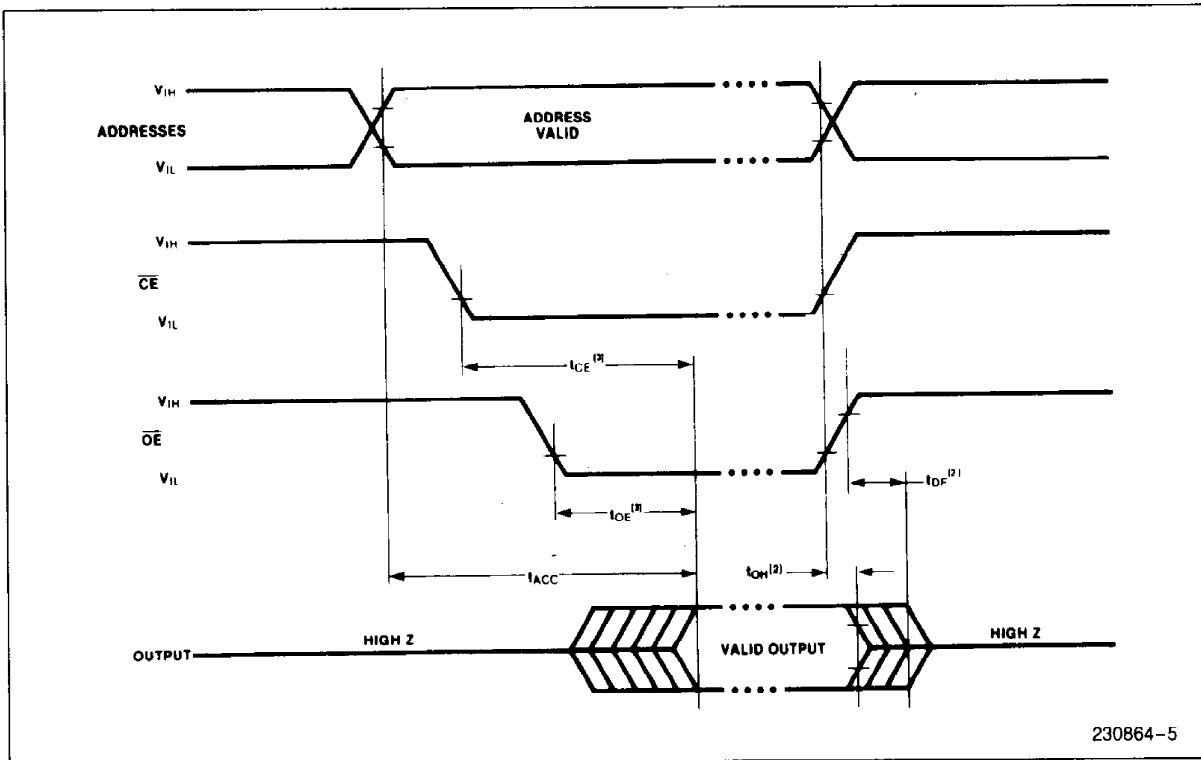 VIH
ADDRESSES
ADDRESS
VALID
VIL
VIH
CE
VIL
tCE(3)
VIH
OE
VIL
tDF(2)
tOE(3)
tACC
tOH(2)
HIGH Z
VALID OUTPUT
HIGH Z
OUTPUT
230864-5